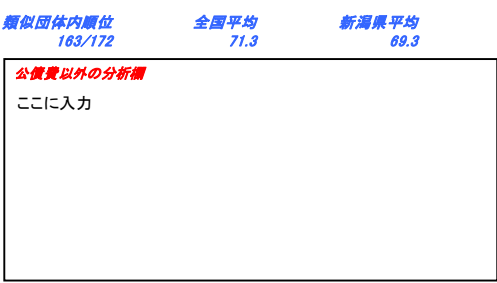 類似団体内順位 全国平均 新潟県平均
163/172 71.3 69.3
公債費以外の分析欄
ここに入力